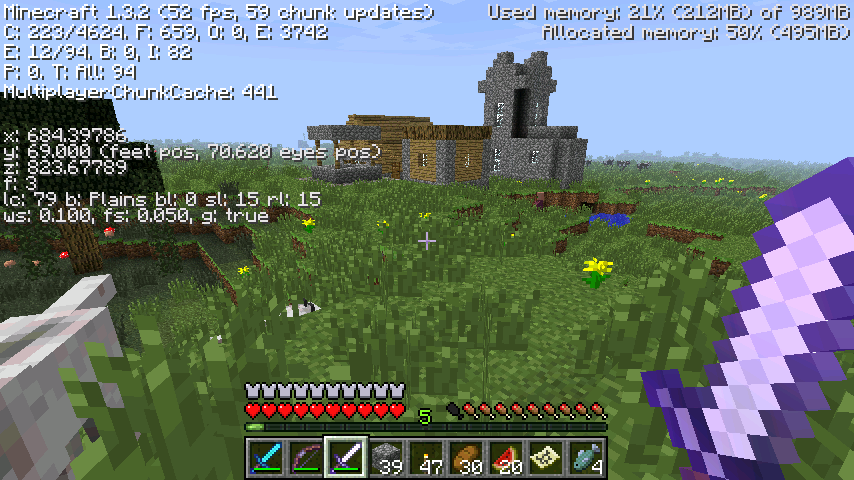 Minecraft 1.3.2 (52 fps, 59 chunk updates)
Used memory: 21% (212MB) of 989MB
C: 223/4624, F: 659, O: 0, E: 3742
Allocated memory: 50% (495MB)
E: 12/94. B: 0, I: 82
P: 0, T: All: 94
MultiplayerChunkCache: 441
x: 684.39786
y: 69.000 (feet pos, 70.620 eyes pos)
z: 823.67789
f: 3
lc: 79 b: Plains bl: 0 sl: 15 rl: 15
ws: 0.100, fs: 0.050, g: true
5
39 47 30 20 4